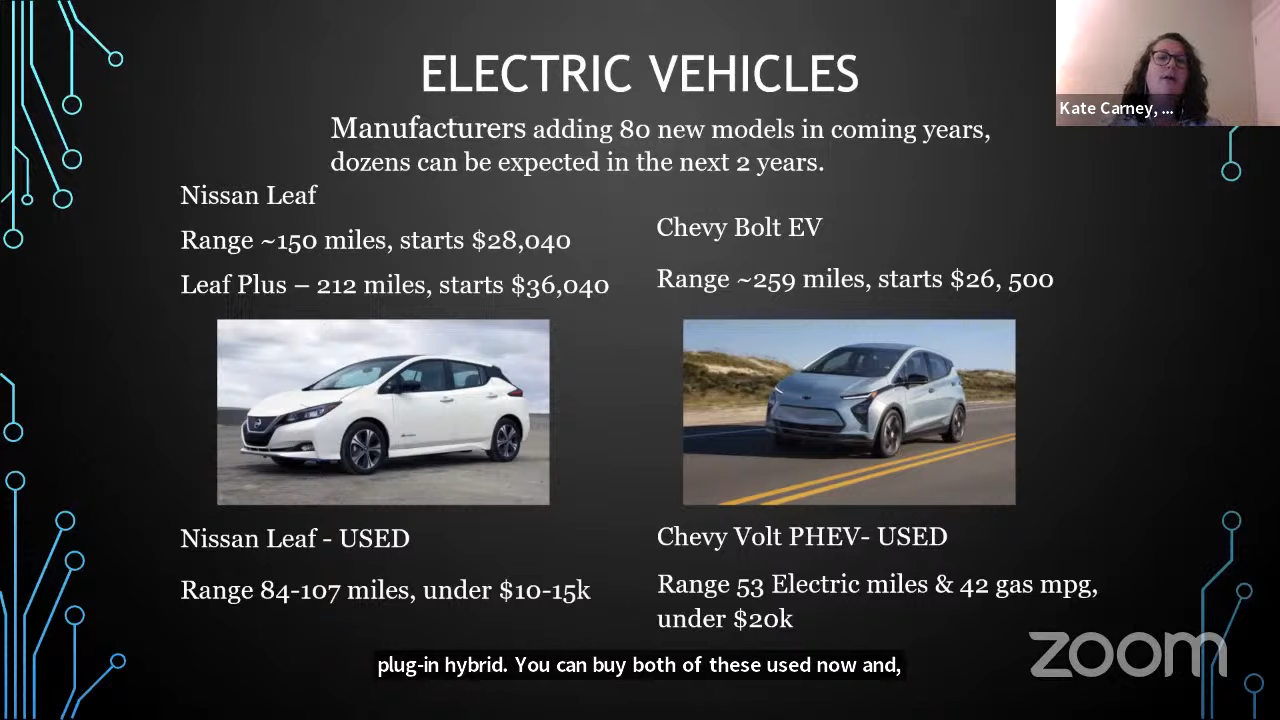 ELECTRIC VEHICLES
Kate Carney, ...
Manufacturers adding 80 new models in coming years,
dozens can be expected in the next 2 years.
Nissan Leaf
Range ~150 miles, starts $28,040
Leaf Plus – 212 miles, starts $36,040
Chevy Bolt EV
Range ~259 miles, starts $26, 500
Nissan Leaf - USED
Range 84-107 miles, under $10-15k
Chevy Volt PHEV- USED
Range 53 Electric miles & 42 gas mpg,
under $20k
zoom
plug-in hybrid. You can buy both of these used now and,